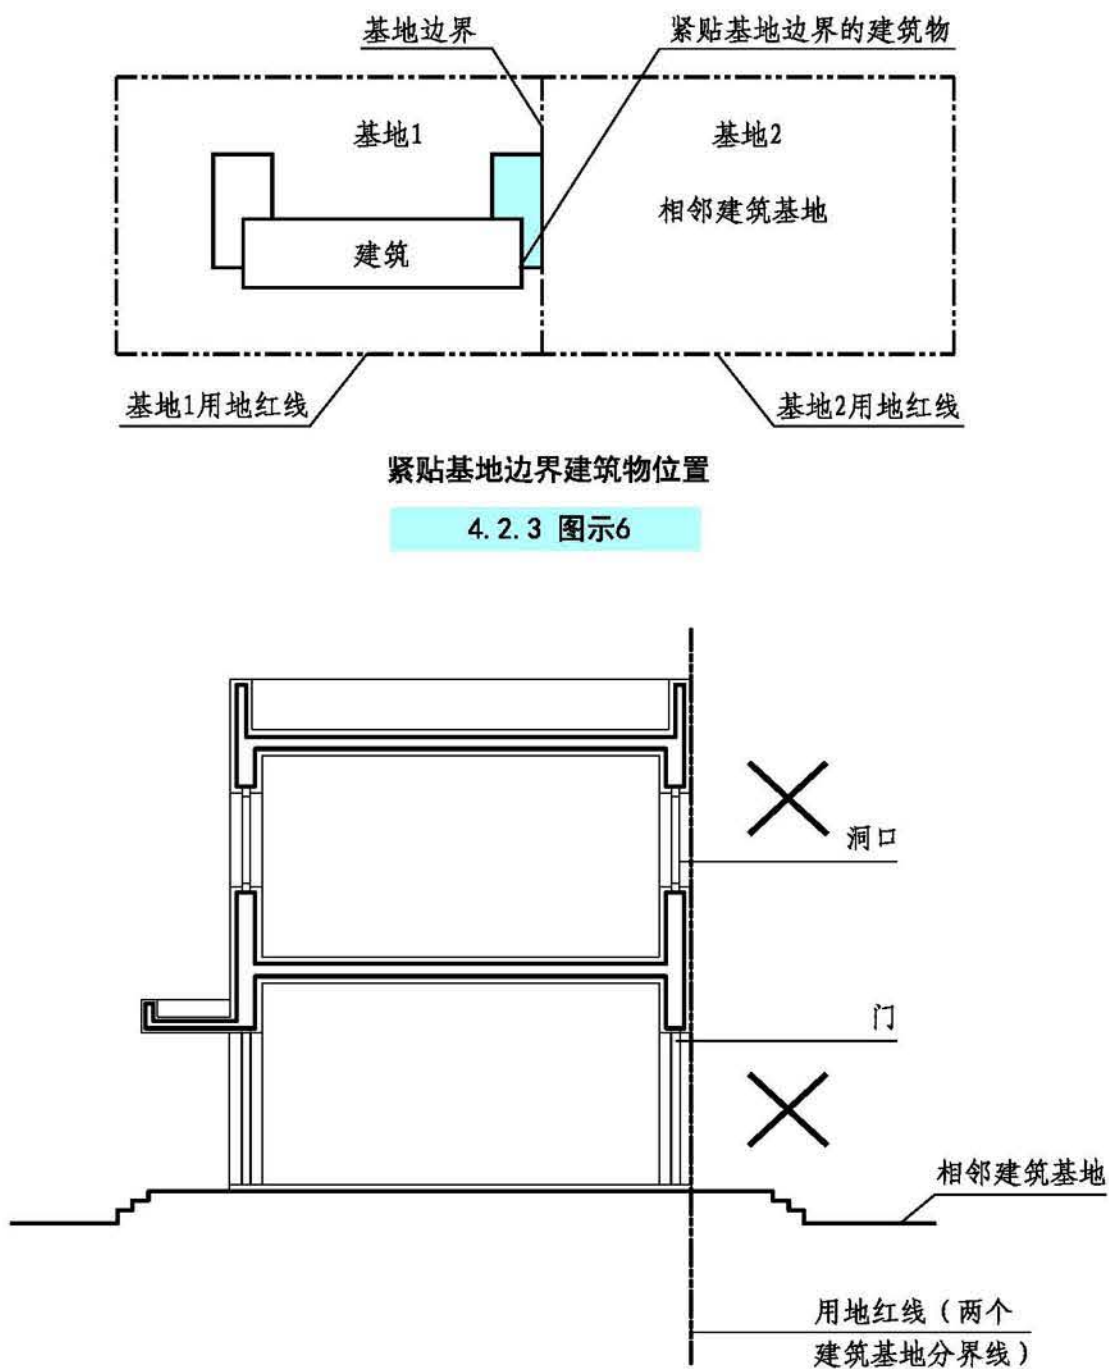 基地边界
紧贴基地边界的建筑物
基地1
基地2
相邻建筑基地
建筑
基地1用地红线
基地2用地红线
紧贴基地边界建筑物位置
4.2.3 图示6
洞口
门
相邻建筑基地
用地红线（两个
建筑基地分界线）